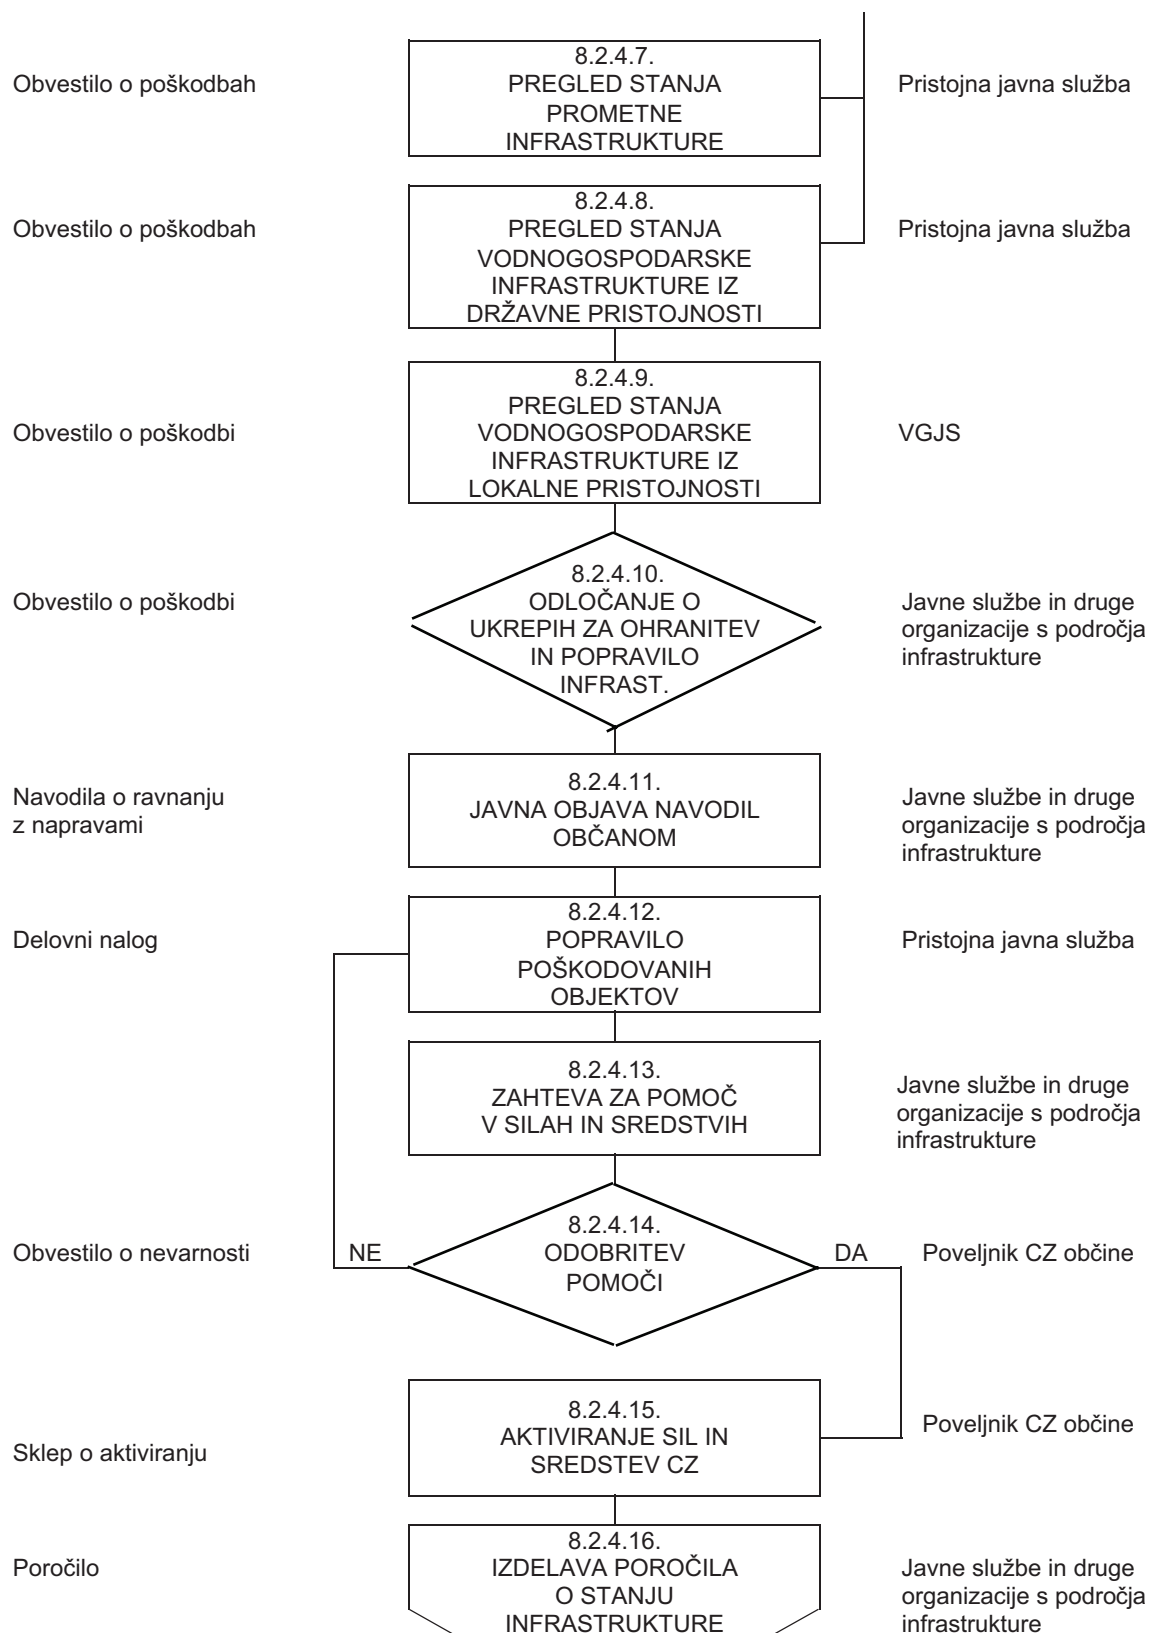 Obvestilo o poškodbah
8.2.4.7.
PREGLED STANJA
PROMETNE
INFRASTRUKTURE
Pristojna javna služba
Obvestilo o poškodbah
8.2.4.8.
PREGLED STANJA
VODNOGOSPODARSKE
INFRASTRUKTURE IZ
DRŽAVNE PRISTOJNOSTI
Pristojna javna služba
Obvestilo o poškodbi
8.2.4.9.
PREGLED STANJA
VODNOGOSPODARSKE
INFRASTRUKTURE IZ
LOKALNE PRISTOJNOSTI
VGJS
Obvestilo o poškodbi
8.2.4.10.
ODLOČANJE O
UKREPIH ZA OHRANITEV
IN POPRAVILO
INFRAST.
Javne službe in druge
organizacije s področja
infrastrukture
Navodila o ravnanju
z napravami
8.2.4.11.
JAVNA OBJAVA NAVODIL
OBČANOM
Javne službe in druge
organizacije s področja
infrastrukture
Delovni nalog
8.2.4.12.
POPRAVILO
POŠKODOVANIH
OBJEKTOV
Pristojna javna služba
8.2.4.13.
ZAHTEVA ZA POMOČ
V SILAH IN SREDSTVIH
Javne službe in druge
organizacije s področja
infrastrukture
Obvestilo o nevarnosti
NE
8.2.4.14.
ODOBRITEV
POMOČI
DA
Poveljnik CZ občine
Sklep o aktiviranju
8.2.4.15.
AKTIVIRANJE SIL IN
SREDSTEV CZ
Poveljnik CZ občine
Poročilo
8.2.4.16.
IZDELAVA POROČILA
O STANJU
INFRASTRUKTURE
Javne službe in druge
organizacije s področja
infrastrukture